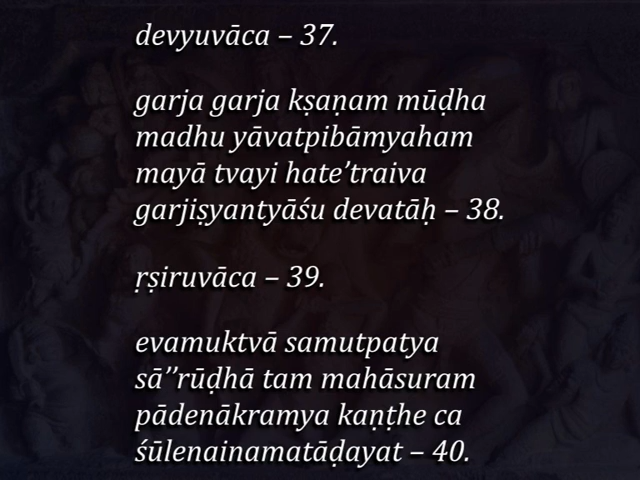 devyuvāca – 37.
garja garja kṣaṇam mūḍha
madhu yāvatpibāmyaham
mayā tvayi hate’traiva
garjiṣyantyāśu devatāḥ – 38.
ṛṣiruvāca – 39.
evamuktvā samutpatya
sā’’rūḍhā tam mahāsuram
pādenākramya kaṇṭhe ca
śūlenainamatāḍayat – 40.